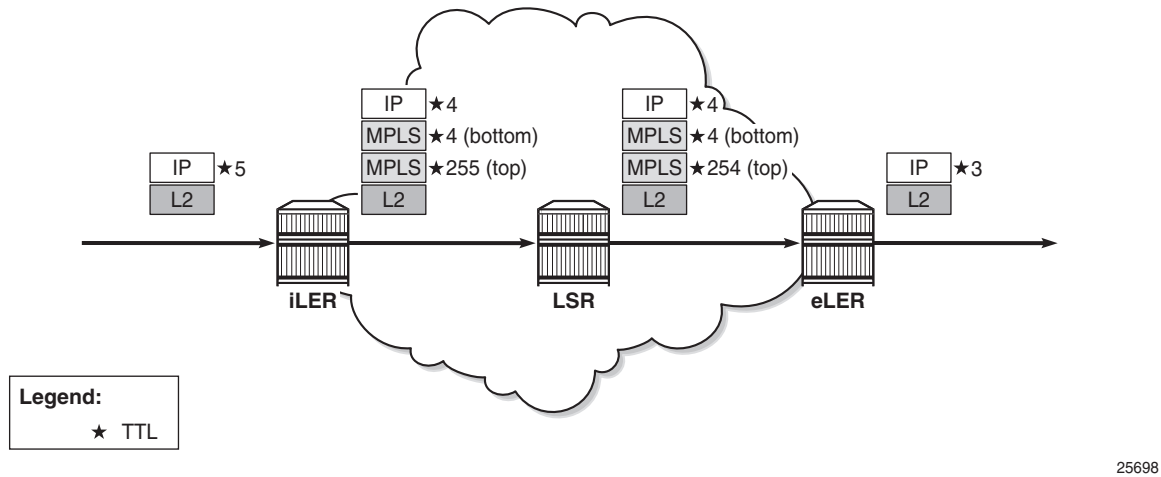 IP ★4
MPLS ★4 (bottom)
MPLS ★255 (top)
L2
IP ★4
MPLS ★4 (bottom)
MPLS ★254 (top)
L2
IP ★5
L2
IP ★3
L2
iLER
LSR
eLER
Legend:
★ TTL
25698